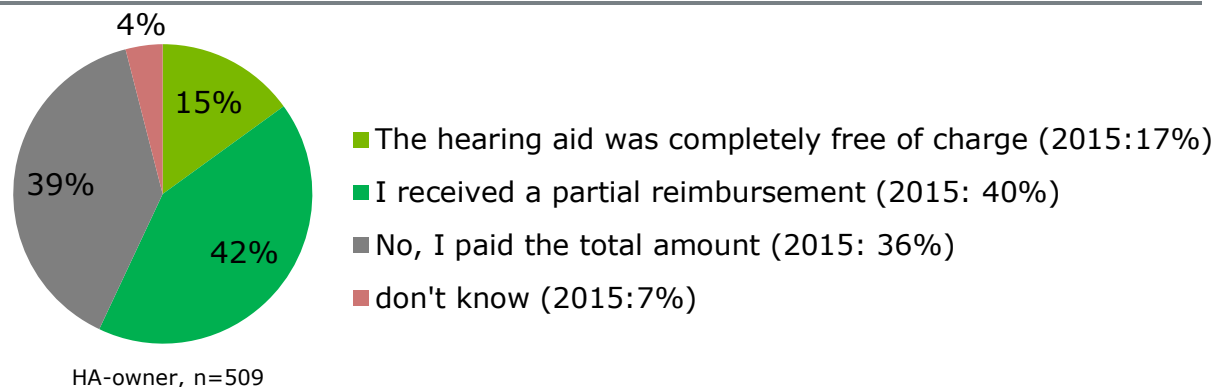 4%
15%
39%
42%
The hearing aid was completely free of charge (2015:17%)
I received a partial reimbursement (2015: 40%)
No, I paid the total amount (2015: 36%)
don't know (2015:7%)
HA-owner, n=509